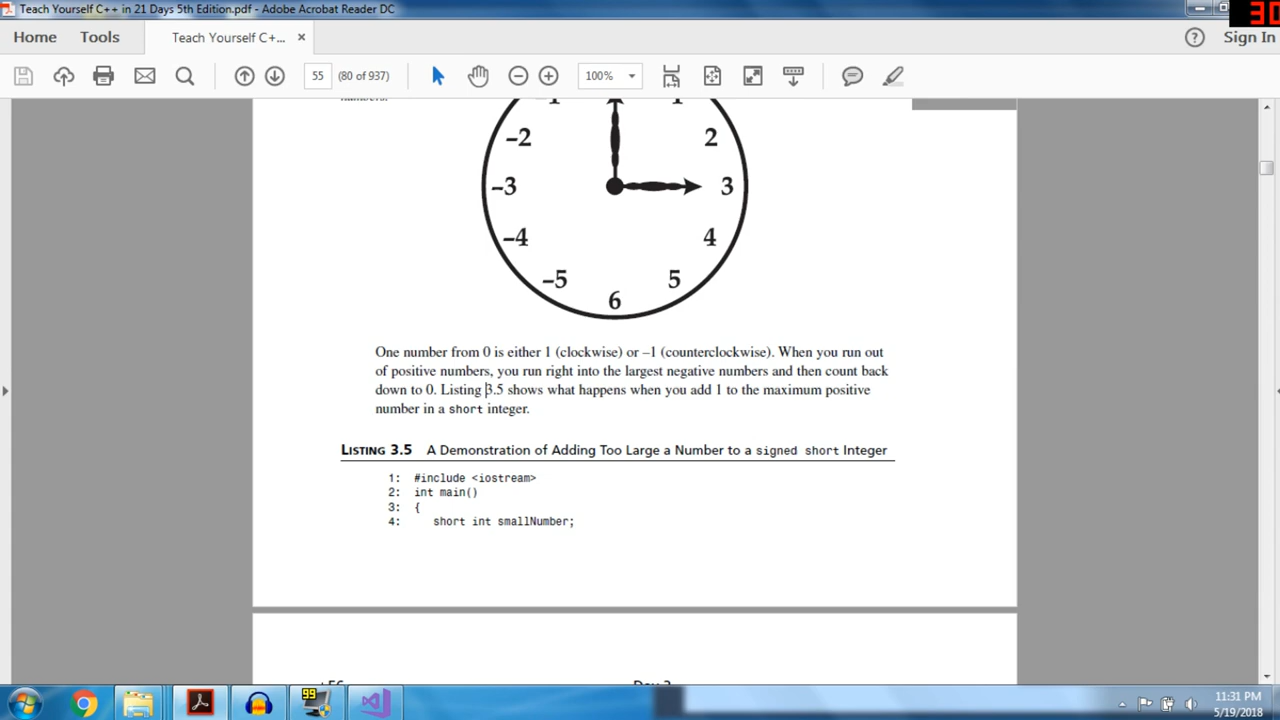 Teach Yourself C++ in 21 Days 5th Edition.pdf - Adobe Acrobat Reader DC
30
Home Tools Teach Yourself C+... × ? Sign In
55 (80 of 937) 100%
–1 1
–2 2
–3 3
–4 4
–5 5
6
One number from 0 is either 1 (clockwise) or –1 (counterclockwise). When you run out
of positive numbers, you run right into the largest negative numbers and then count back
down to 0. Listing 3.5 shows what happens when you add 1 to the maximum positive
number in a short integer.
LISTING 3.5 A Demonstration of Adding Too Large a Number to a signed short Integer
1: #include <iostream>
2: int main()
3: {
4: short int smallNumber;
99
11:31 PM
5/19/2018